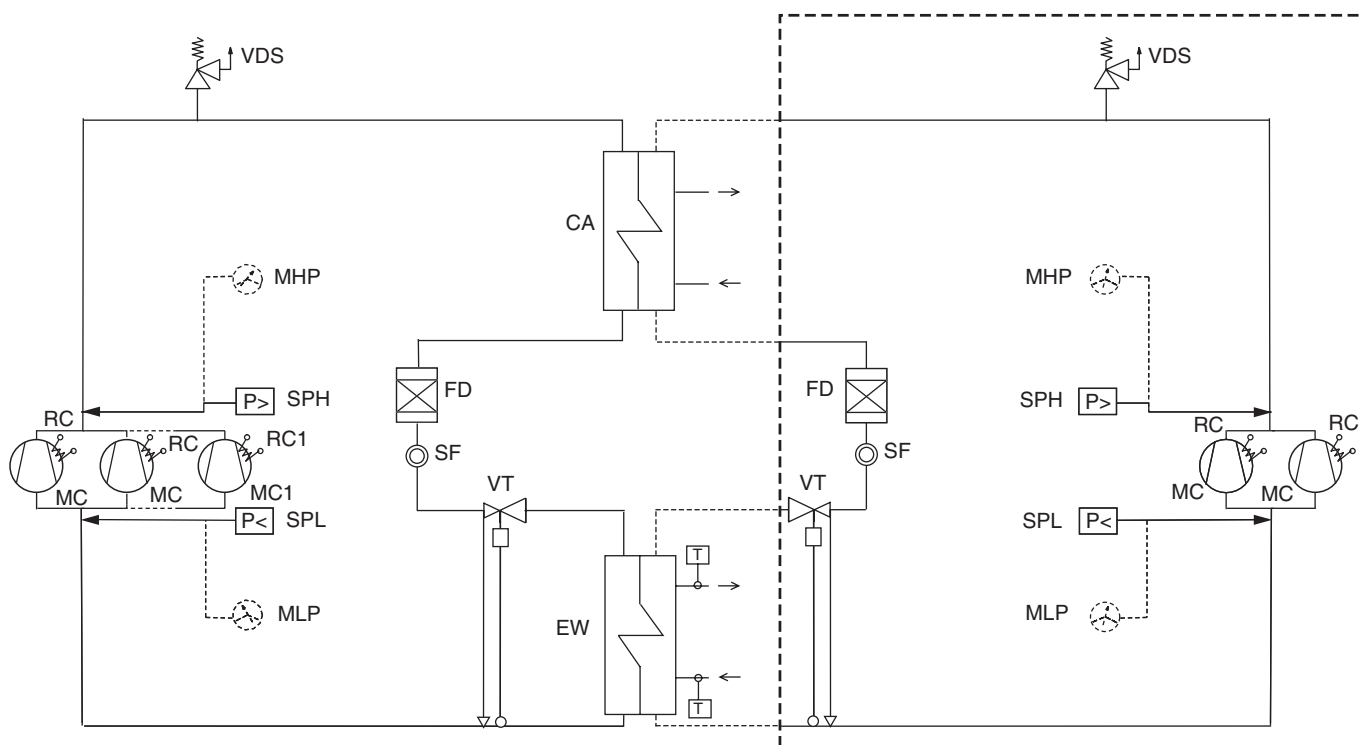 VDS
VDS
CA
MHP
MHP
FD
FD
P>
SPH
SPH
P>
RC
RC
RC1
RC
RC
SF
SF
MC
MC
MC1
VT
VT
MC
MC
P<
SPL
SPL
P<
T
MLP
EW
MLP
T